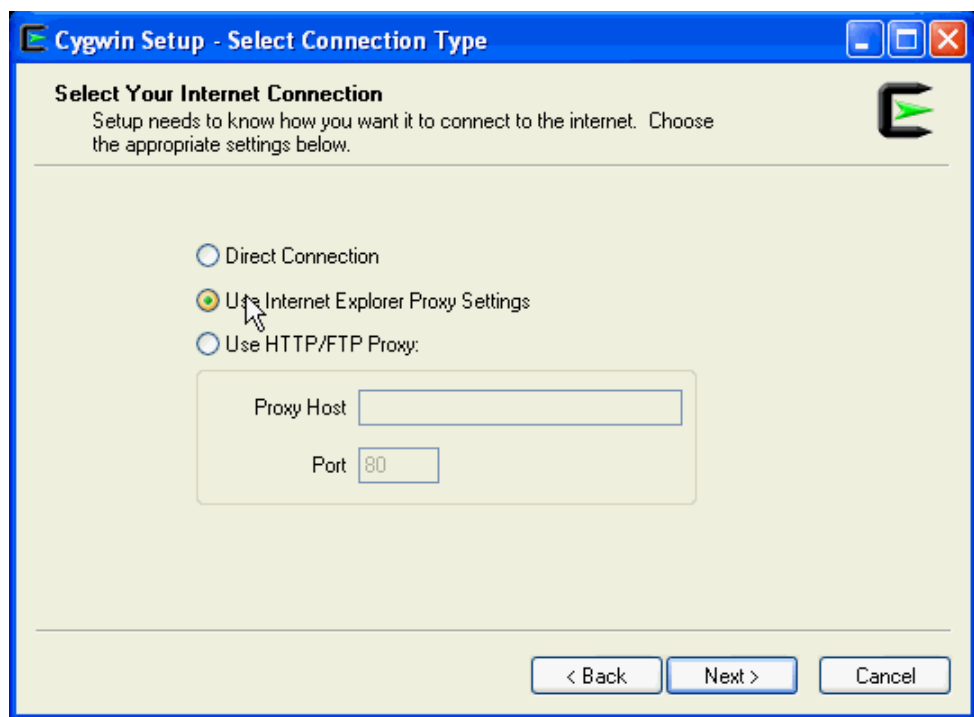 Cygwin Setup - Select Connection Type
Select Your Internet Connection
Setup needs to know how you want it to connect to the internet. Choose
the appropriate settings below.
Direct Connection
Use Internet Explorer Proxy Settings
Use HTTP/FTP Proxy:
Proxy Host
Port 80
< Back Next > Cancel